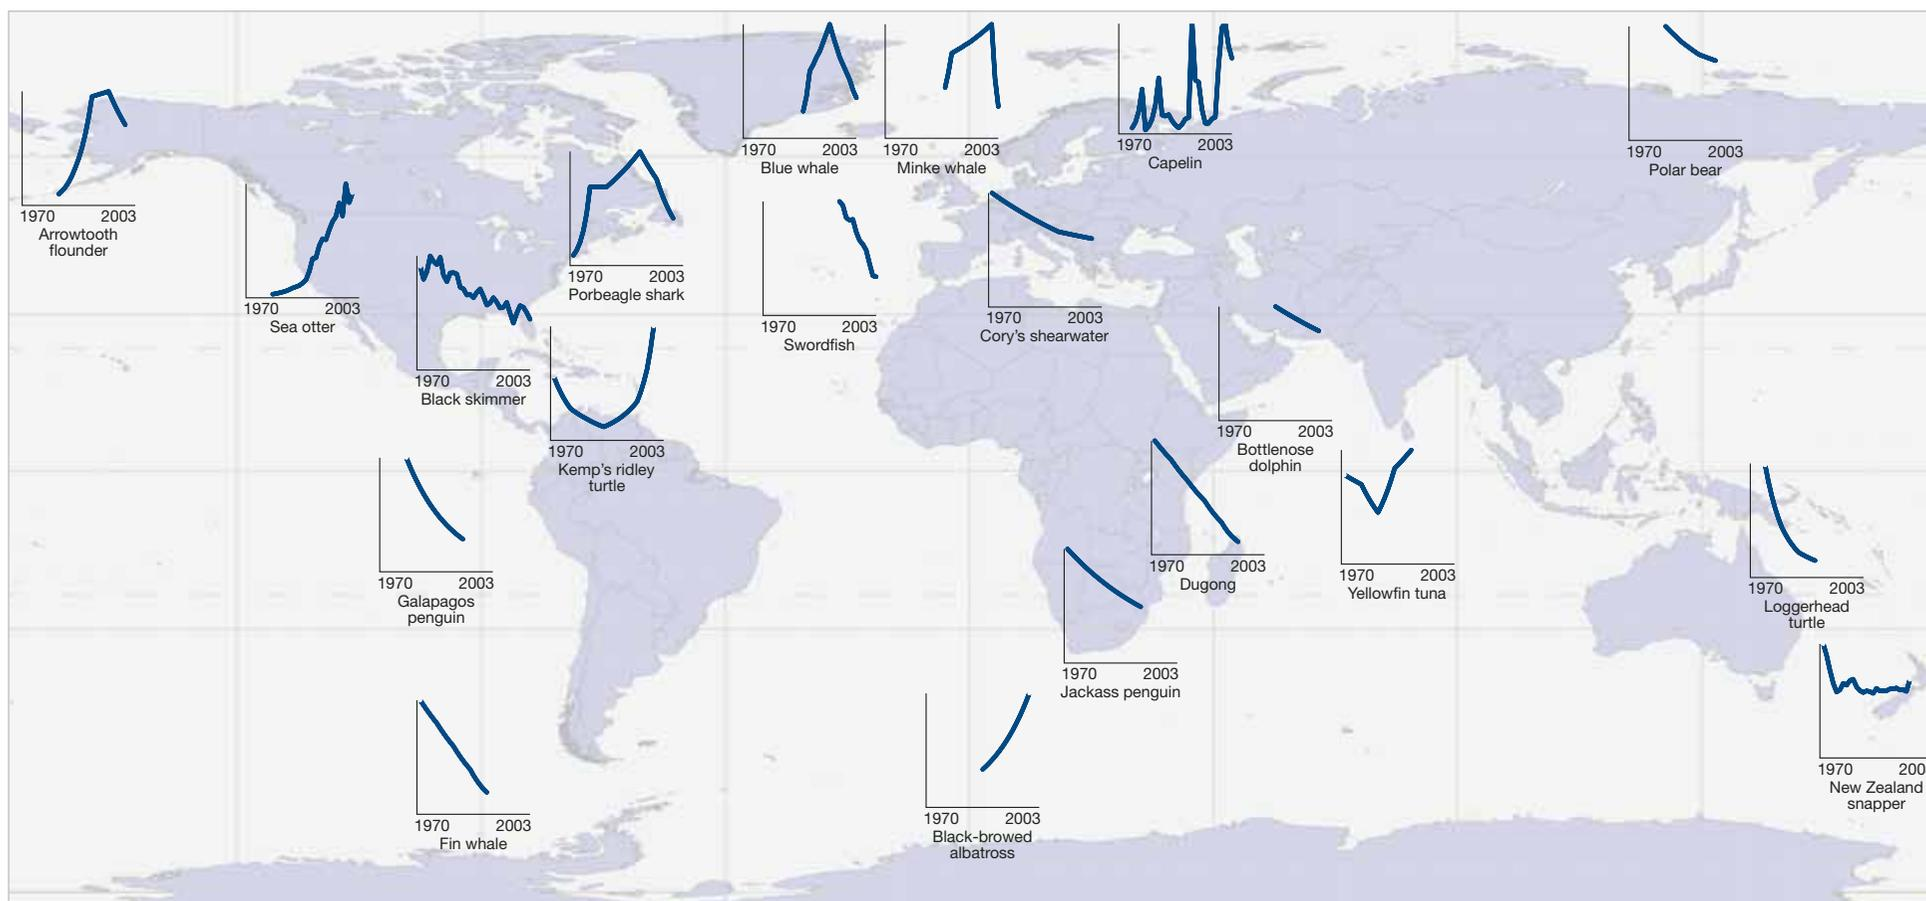 1970 2003
Blue whale
1970 2003
Minke whale
1970 2003
Capelin
1970 2003
Polar bear
1970 2003
Arrowtooth
flounder
1970 2003
Sea otter
1970 2003
Porbeagle shark
1970 2003
Swordfish
1970 2003
Cory's shearwater
1970 2003
Black skimmer
1970 2003
Kemp's ridley
turtle
1970 2003
Bottlenose
dolphin
1970 2003
Galapagos
penguin
1970 2003
Dugong
1970 2003
Yellowfin tuna
1970 2003
Loggerhead
turtle
1970 2003
Jackass penguin
1970 200
New Zealand
snapper
1970 2003
Fin whale
1970 2003
Black-browed
albatross